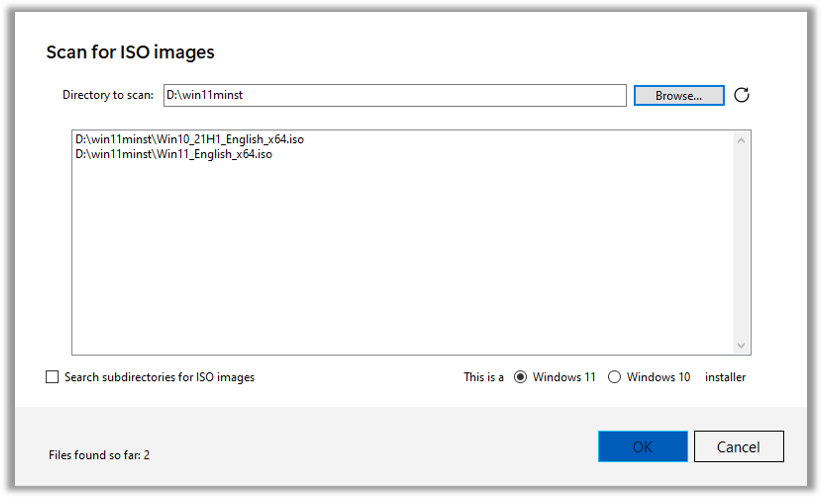 Scan for ISO images
Directory to scan: D:\win11minst Browse...
D:\win11minst\Win10_21H1_English_x64.iso
D:\win11minst\Win11_English_x64.iso
Search subdirectories for ISO images This is a Windows 11 Windows 10 installer
Files found so far: 2 OK Cancel